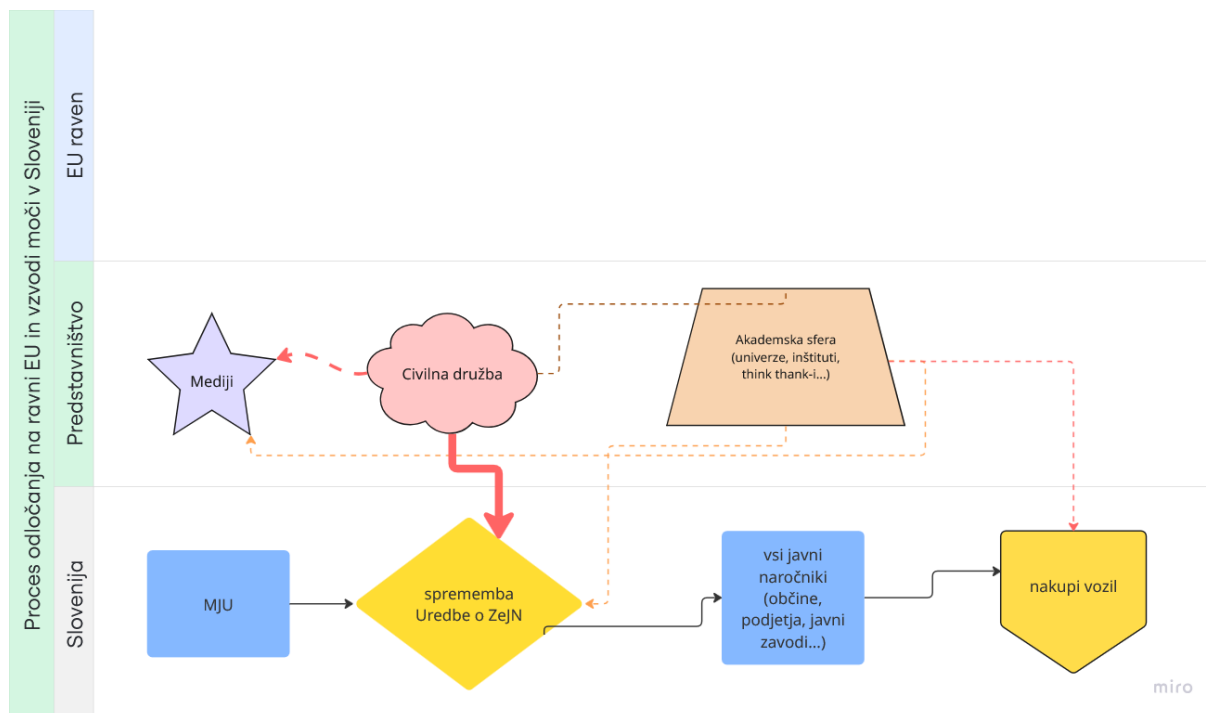 Proces odločanja na ravni EU in vzvodi moči v Sloveniji
EU raven
Predstavništvo
Mediji
Civilna družba
Akademska sfera
(univerze, inštituti,
think thank-i...)
Slovenija
MJU
sprememba
Uredbe o ZeJN
vsi javni
naročniki
(občine,
podjetja, javni
zavodi...)
nakupi vozil
miro